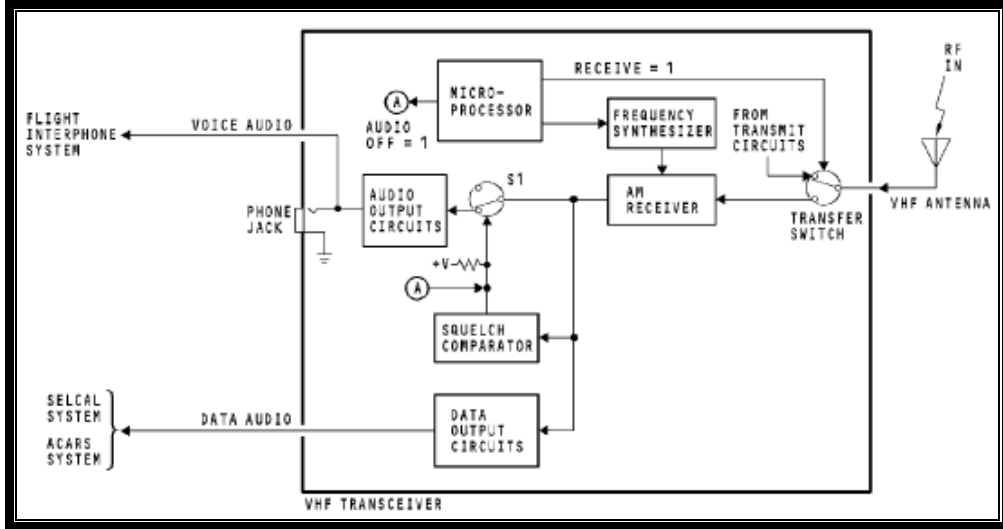 RF
IN
RECEIVE = 1
MICRO-
PROCESSOR
A
AUDIO
OFF = 1
FREQUENCY
SYNTHESIZER
FROM
TRANSMIT
CIRCUITS
FLIGHT
INTERPHONE
SYSTEM
VOICE AUDIO
S1
AUDIO
OUTPUT
CIRCUITS
AM
RECEIVER
TRANSFER
SWITCH
VHF ANTENNA
PHONE
JACK
+V
A
SQUELCH
COMPARATOR
SELCAL
SYSTEM
ACARS
SYSTEM
DATA AUDIO
DATA
OUTPUT
CIRCUITS
VHF TRANSCEIVER